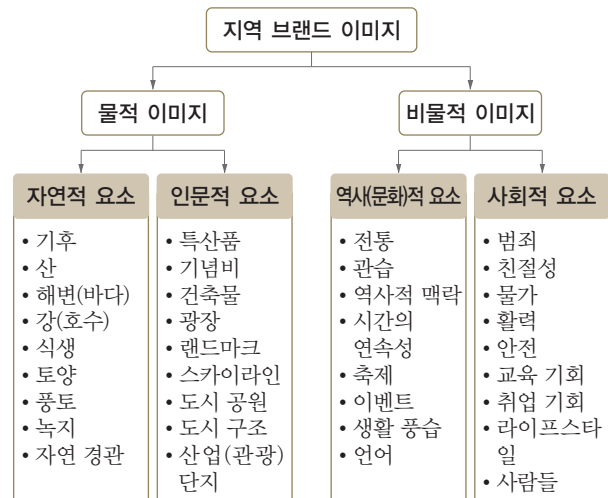 지역 브랜드 이미지
물적 이미지
비물적 이미지
자연적 요소
• 기후
• 산
• 해변(바다)
• 강(호수)
• 식생
• 토양
• 풍토
• 녹지
• 자연 경관
인문적 요소
• 특산품
• 기념비
• 건축물
• 광장
• 랜드마크
• 스카이라인
• 도시 공원
• 도시 구조
• 산업(관광)
단지
역사(문화)적 요소
• 전통
• 관습
• 역사적 맥락
• 시간의
연속성
• 축제
• 이벤트
• 생활 풍습
• 언어
사회적 요소
• 범죄
• 친절성
• 물가
• 활력
• 안전
• 교육 기회
• 취업 기회
• 라이프스타
일
• 사람들